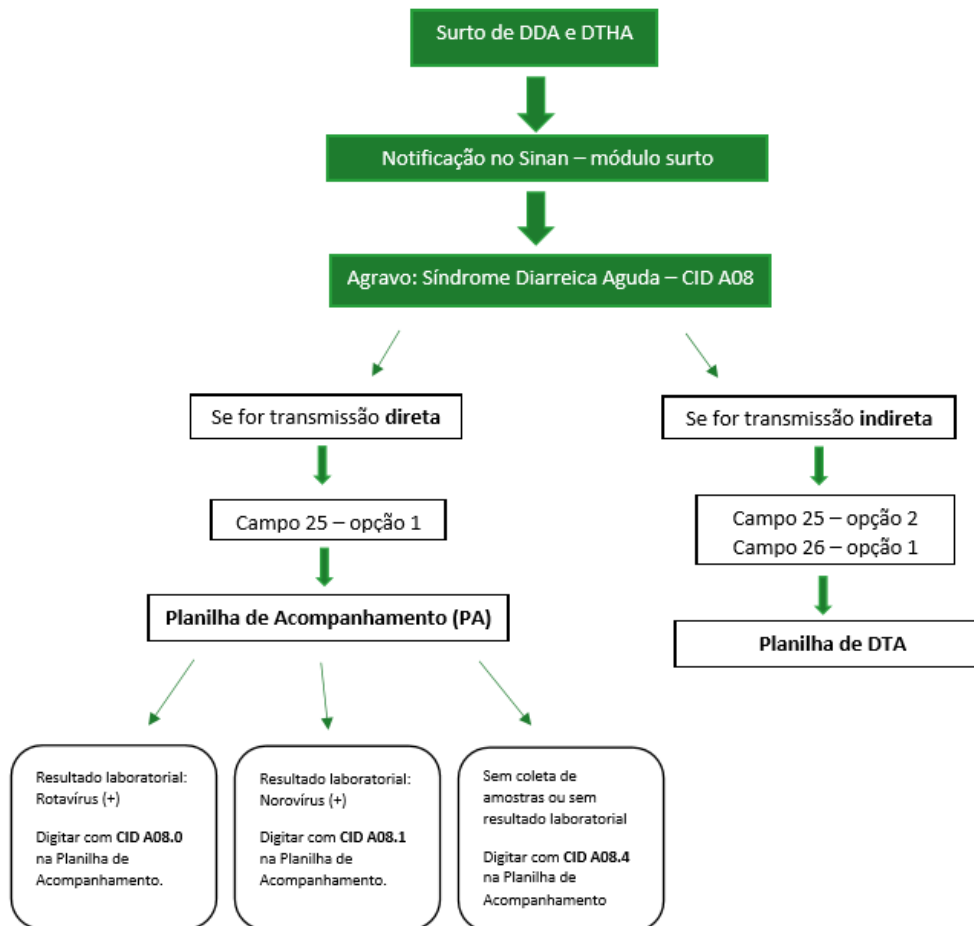 Surto de DDA e DTHA
Notificação no Sinan – módulo surto
Agravo: Síndrome Diarreica Aguda – CID A08
Se for transmissão direta
Se for transmissão indireta
Campo 25 – opção 1
Campo 25 – opção 2
Campo 26 – opção 1
Planilha de Acompanhamento (PA)
Planilha de DTA
Resultado laboratorial:
Rotavírus (+)
Digitar com CID A08.0
na Planilha de
Acompanhamento.
Resultado laboratorial:
Norovírus (+)
Digitar com CID A08.1
na Planilha de
Acompanhamento.
Sem coleta de
amostras ou sem
resultado laboratorial
Digitar com CID A08.4
na Planilha de
Acompanhamento